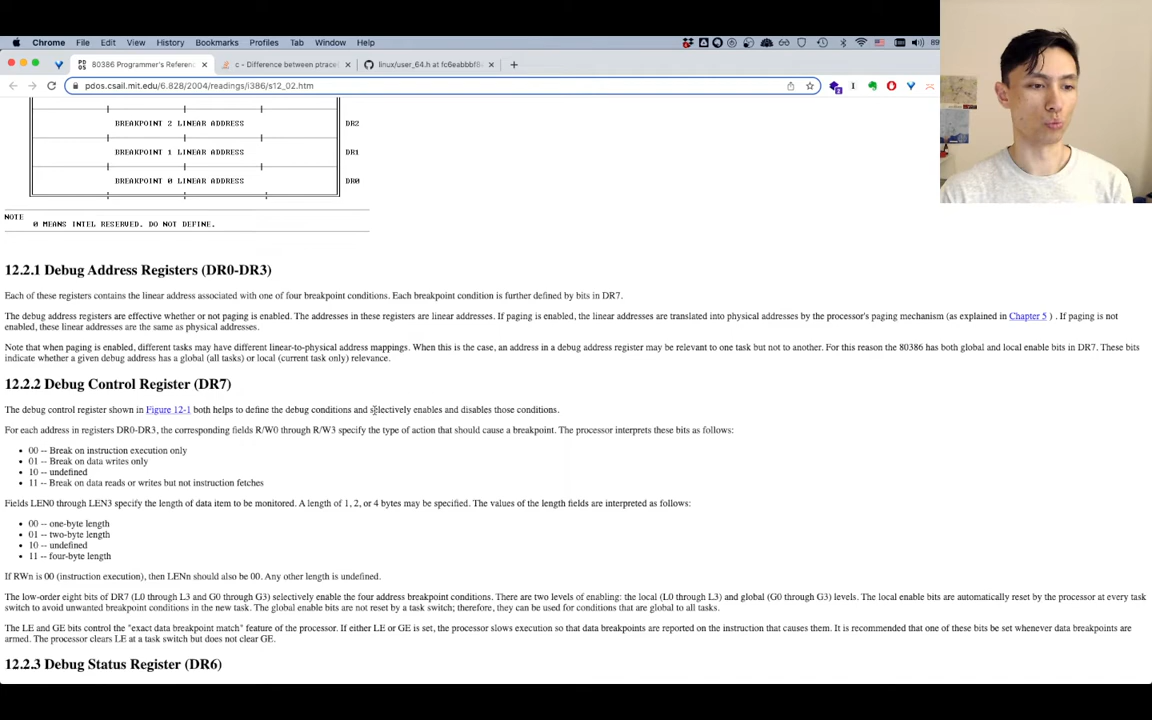 Chrome File Edit View History Bookmarks Profiles Tab Window Help
80386 Programmer's Referenc × c - Difference between ptrace × linux/user_64.h at fc6eabbbf8 × +
pdos.csail.mit.edu/6.828/2004/readings/i386/s12_02.htm
BREAKPOINT 2 LINEAR ADDRESS DR2
BREAKPOINT 1 LINEAR ADDRESS DR1
BREAKPOINT 0 LINEAR ADDRESS DR0
NOTE
0 MEANS INTEL RESERVED. DO NOT DEFINE.
12.2.1 Debug Address Registers (DR0-DR3)
Each of these registers contains the linear address associated with one of four breakpoint conditions. Each breakpoint condition is further defined by bits in DR7.
The debug address registers are effective whether or not paging is enabled. The addresses in these registers are linear addresses. If paging is enabled, the linear addresses are translated into physical addresses by the processor's paging mechanism (as explained in Chapter 5 ) . If paging is not
enabled, these linear addresses are the same as physical addresses.
Note that when paging is enabled, different tasks may have different linear-to-physical address mappings. When this is the case, an address in a debug address register may be relevant to one task but not to another. For this reason the 80386 has both global and local enable bits in DR7. These bits
indicate whether a given debug address has a global (all tasks) or local (current task only) relevance.
12.2.2 Debug Control Register (DR7)
The debug control register shown in Figure 12-1 both helps to define the debug conditions and selectively enables and disables those conditions.
For each address in registers DR0-DR3, the corresponding fields R/W0 through R/W3 specify the type of action that should cause a breakpoint. The processor interprets these bits as follows:
• 00 -- Break on instruction execution only
• 01 -- Break on data writes only
• 10 -- undefined
• 11 -- Break on data reads or writes but not instruction fetches
Fields LEN0 through LEN3 specify the length of data item to be monitored. A length of 1, 2, or 4 bytes may be specified. The values of the length fields are interpreted as follows:
• 00 -- one-byte length
• 01 -- two-byte length
• 10 -- undefined
• 11 -- four-byte length
If RWn is 00 (instruction execution), then LENn should also be 00. Any other length is undefined.
The low-order eight bits of DR7 (L0 through L3 and G0 through G3) selectively enable the four address breakpoint conditions. There are two levels of enabling: the local (L0 through L3) and global (G0 through G3) levels. The local enable bits are automatically reset by the processor at every task
switch to avoid unwanted breakpoint conditions in the new task. The global enable bits are not reset by a task switch; therefore, they can be used for conditions that are global to all tasks.
The LE and GE bits control the "exact data breakpoint match" feature of the processor. If either LE or GE is set, the processor slows execution so that data breakpoints are reported on the instruction that causes them. It is recommended that one of these bits be set whenever data breakpoints are
armed. The processor clears LE at a task switch but does not clear GE.
12.2.3 Debug Status Register (DR6)